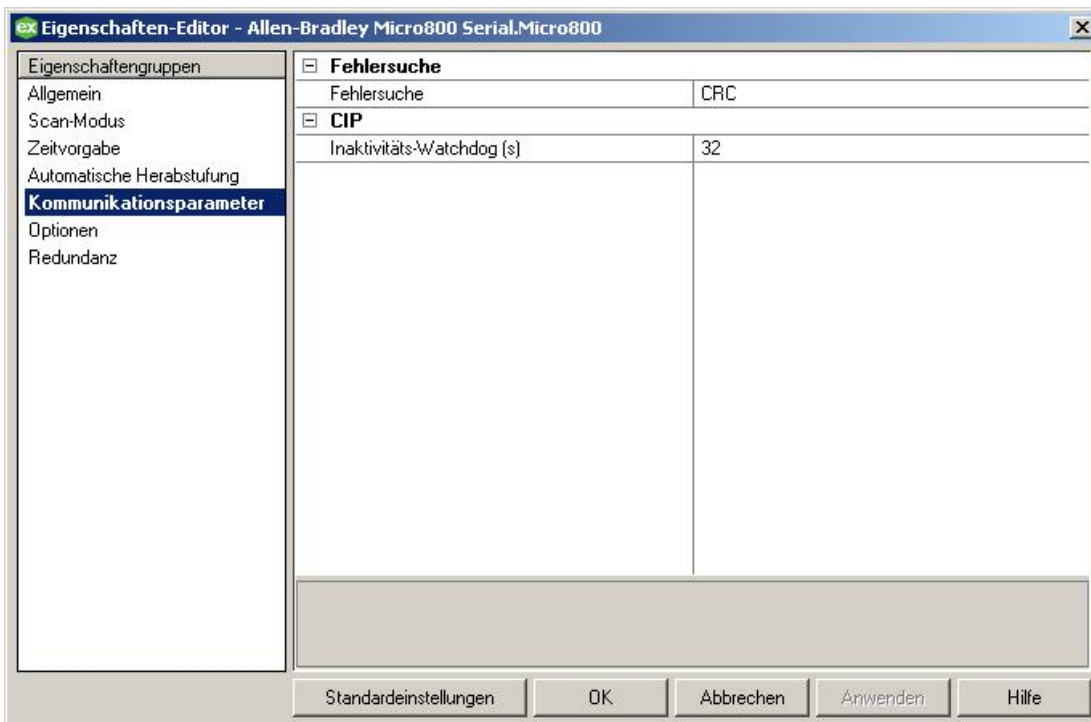 ex Eigenschaften-Editor - Allen-Bradley Micro800 Serial.Micro800
Eigenschaftengruppen
Allgemein
Scan-Modus
Zeitvorgabe
Automatische Herabstufung
Kommunikationsparameter
Optionen
Redundanz
Fehlersuche
Fehlersuche CRC
CIP
Inaktivitäts-Watchdog (s) 32
Standardeinstellungen OK Abbrechen Anwenden Hilfe